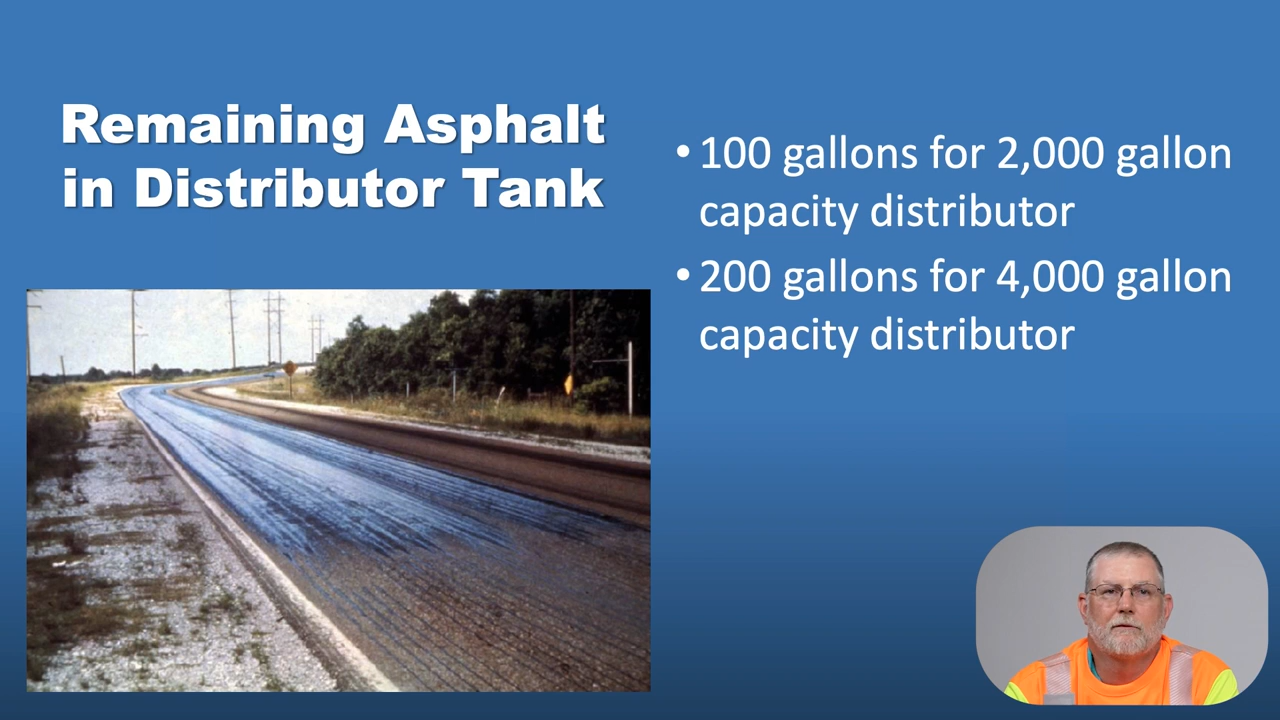 Remaining Asphalt
in Distributor Tank
• 100 gallons for 2,000 gallon
capacity distributor
• 200 gallons for 4,000 gallon
capacity distributor